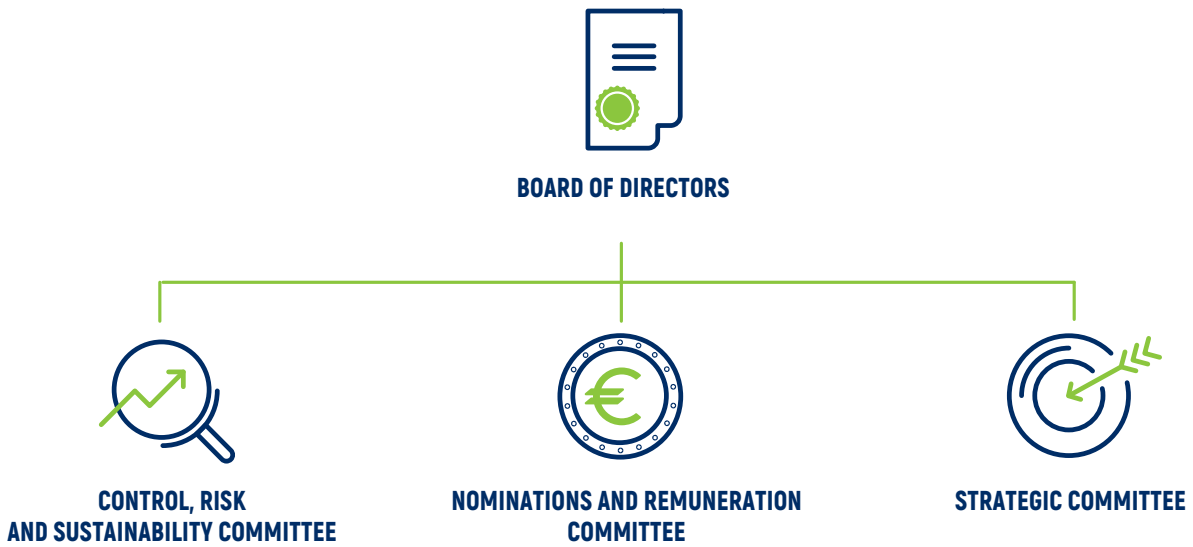 BOARD OF DIRECTORS
CONTROL, RISK
AND SUSTAINABILITY COMMITTEE
NOMINATIONS AND REMUNERATION
COMMITTEE
STRATEGIC COMMITTEE